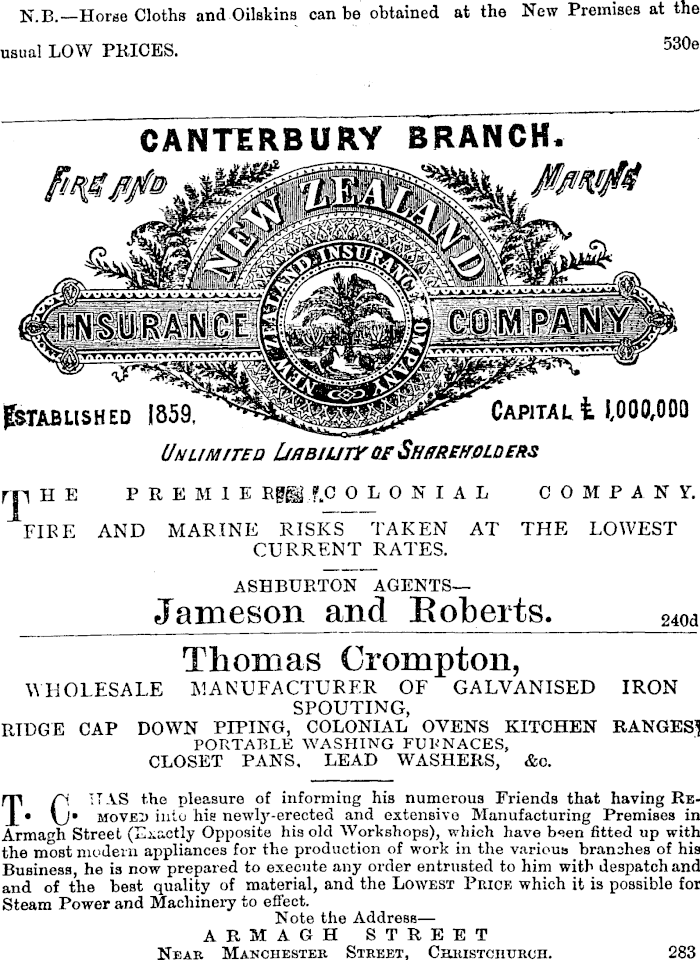 N.B.—Horse Cloths and Oilskins can be obtained at the New Premises at the
usual LOW PRICES. 530e
CANTERBURY BRANCH.
FIRE AND MARINE
NEW ZEALAND
INSURANCE COMPANY
NEW ZEALAND INSURANCE COMPANY
ESTABLISHED 1859, CAPITAL £ 1,000,000
UNLIMITED LIABILITY OF SHAREHOLDERS
THE PREMIER COLONIAL COMPANY.
FIRE AND MARINE RISKS TAKEN AT THE LOWEST
CURRENT RATES.
ASHBURTON AGENTS—
Jameson and Roberts. 240d
Thomas Crompton,
WHOLESALE MANUFACTURER OF GALVANISED IRON
SPOUTING,
RIDGE CAP DOWN PIPING, COLONIAL OVENS KITCHEN RANGES
PORTABLE WASHING FURNACES,
CLOSET PANS, LEAD WASHERS, &c.
T. C. HAS the pleasure of informing his numerous Friends that having RE-
MOVED into his newly-erected and extensive Manufacturing Premises in
Armagh Street (Exactly Opposite his old Workshops), which have been fitted up with
the most modern appliances for the production of work in the various branches of his
Business, he is now prepared to execute any order entrusted to him with despatch and
and of the best quality of material, and the LOWEST PRICE which it is possible for
Steam Power and Machinery to effect.
Note the Address—
ARMAGH STREET
NEAR MANCHESTER STREET, CHRISTCHURCH. 283